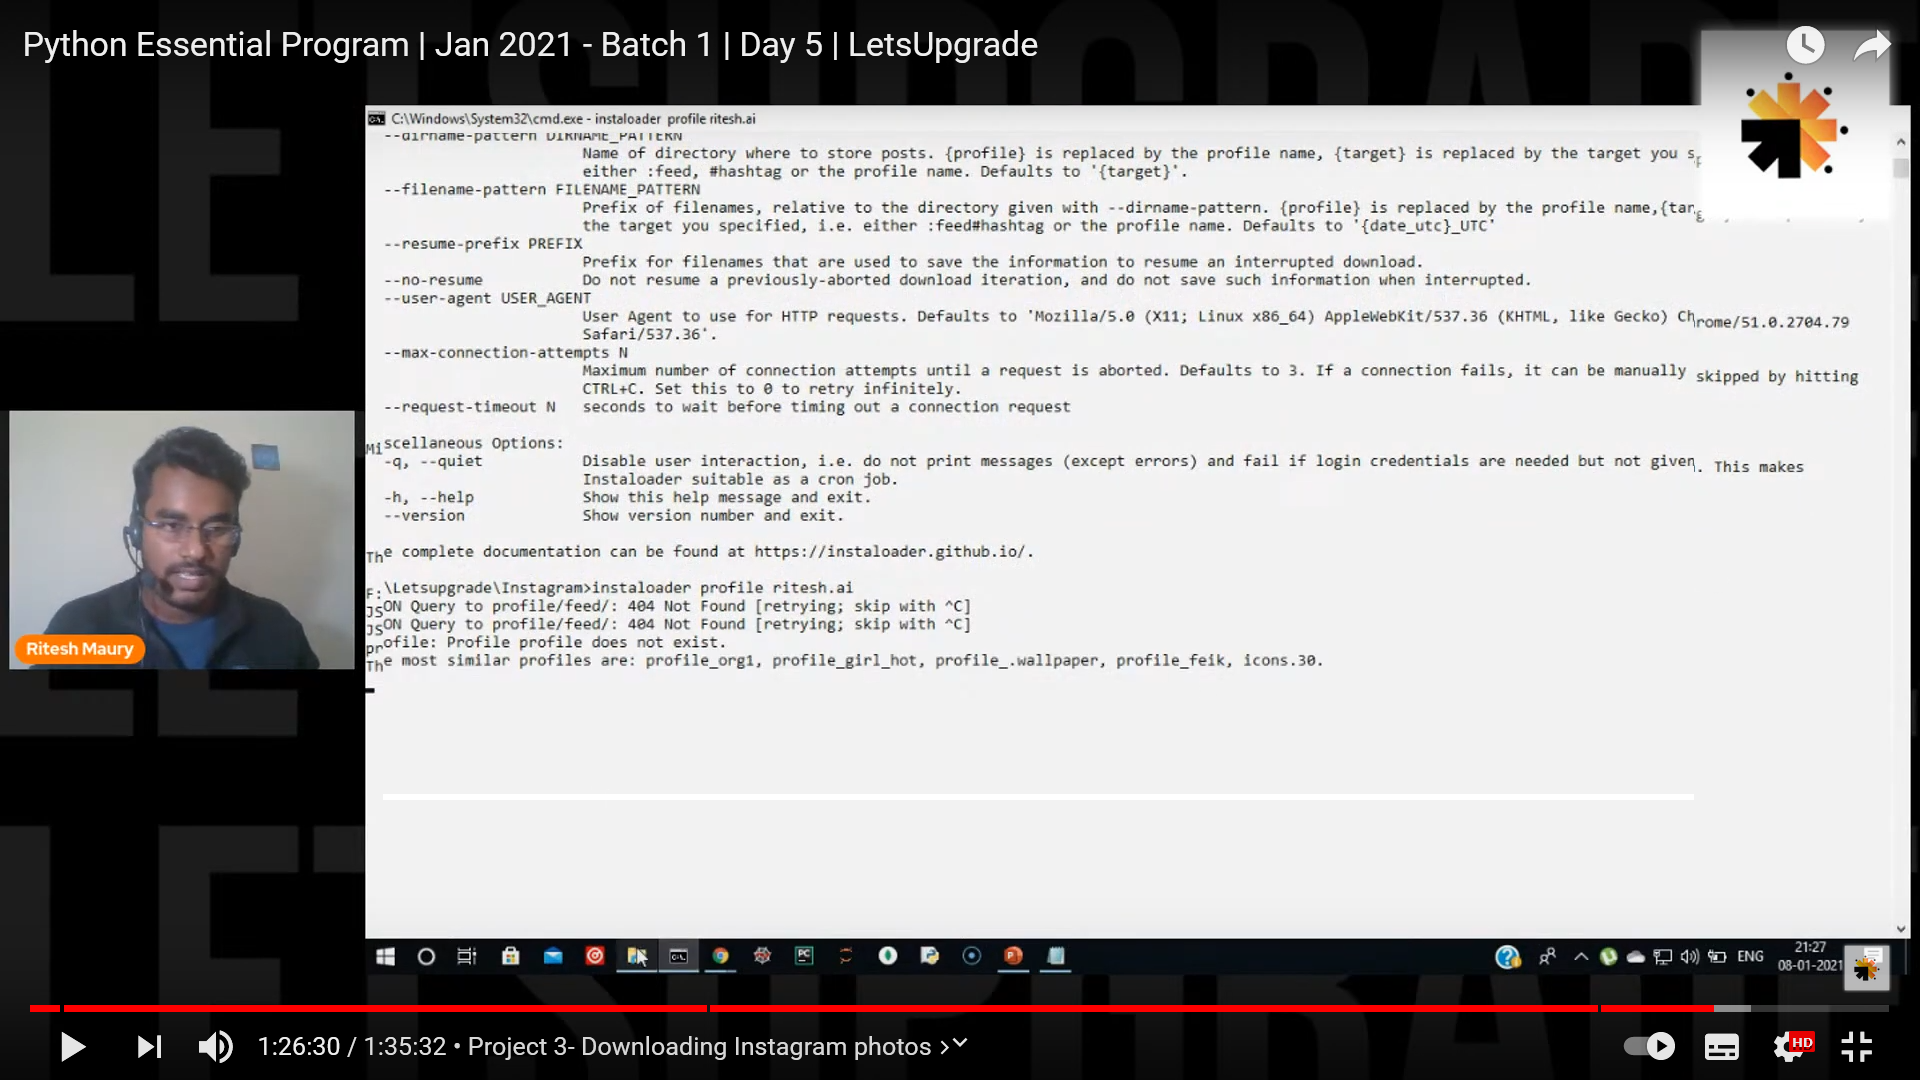 Python Essential Program | Jan 2021 - Batch 1 | Day 5 | LetsUpgrade
C:\Windows\System32\cmd.exe - instaloader profile ritesh.ai
--dirname-pattern DIRNAME_PATTERN
Name of directory where to store posts. {profile} is replaced by the profile name, {target} is replaced by the target you sp
either :feed, #hashtag or the profile name. Defaults to '{target}'.
--filename-pattern FILENAME_PATTERN
Prefix of filenames, relative to the directory given with --dirname-pattern. {profile} is replaced by the profile name,{targ
the target you specified, i.e. either :feed#hashtag or the profile name. Defaults to '{date_utc}_UTC'
--resume-prefix PREFIX
Prefix for filenames that are used to save the information to resume an interrupted download.
--no-resume Do not resume a previously-aborted download iteration, and do not save such information when interrupted.
--user-agent USER_AGENT
User Agent to use for HTTP requests. Defaults to 'Mozilla/5.0 (X11; Linux x86_64) AppleWebKit/537.36 (KHTML, like Gecko) Chrome/51.0.2704.79
Safari/537.36'.
--max-connection-attempts N
Maximum number of connection attempts until a request is aborted. Defaults to 3. If a connection fails, it can be manually skipped by hitting
CTRL+C. Set this to 0 to retry infinitely.
--request-timeout N seconds to wait before timing out a connection request
Miscellaneous Options:
-q, --quiet Disable user interaction, i.e. do not print messages (except errors) and fail if login credentials are needed but not given. This makes
Instaloader suitable as a cron job.
-h, --help Show this help message and exit.
--version Show version number and exit.
The complete documentation can be found at https://instaloader.github.io/.
F:\Letsupgrade\Instagram>instaloader profile ritesh.ai
JSON Query to profile/feed/: 404 Not Found [retrying; skip with ^C]
JSON Query to profile/feed/: 404 Not Found [retrying; skip with ^C]
profile: Profile profile does not exist.
The most similar profiles are: profile_org1, profile_girl_hot, profile_.wallpaper, profile_feik, icons.30.
Ritesh Maury
ENG
21:27
08-01-2021
1:26:30 / 1:35:32 • Project 3- Downloading Instagram photos
HD